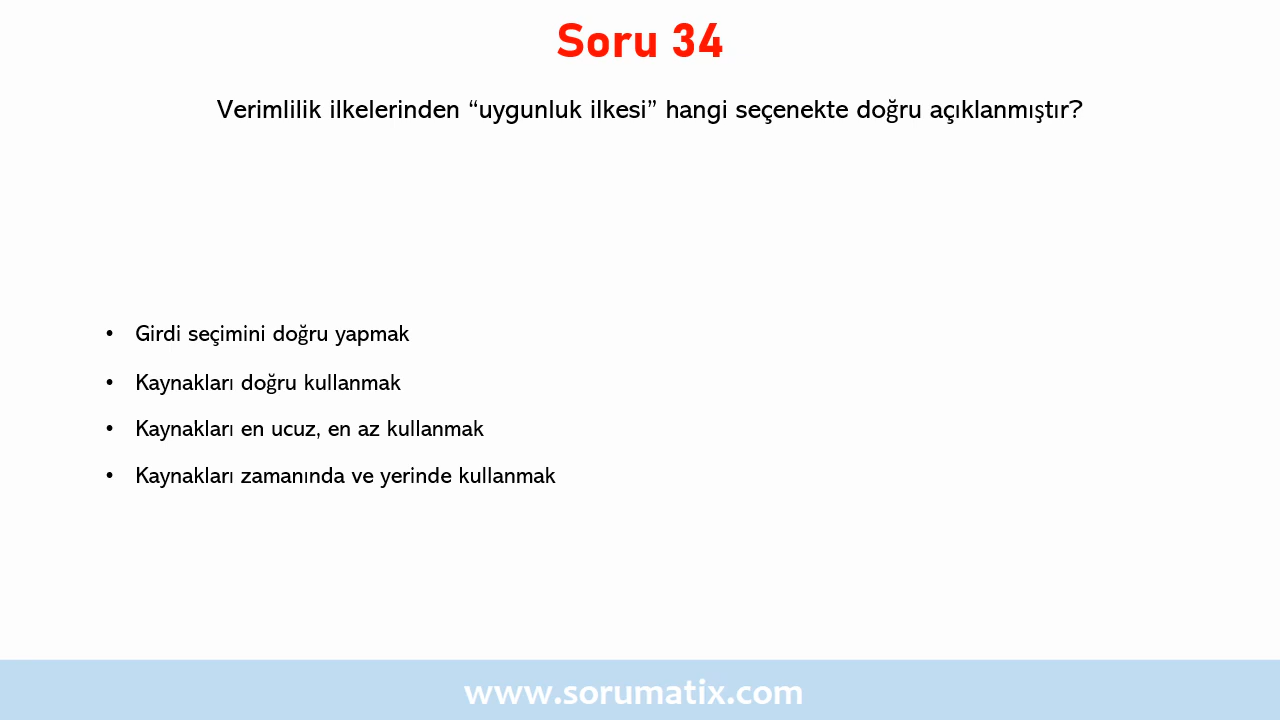 Soru 34
Verimlilik ilkelerinden “uygunluk ilkesi” hangi seçenekte doğru açıklanmıştır?
• Girdi seçimini doğru yapmak
• Kaynakları doğru kullanmak
• Kaynakları en ucuz, en az kullanmak
• Kaynakları zamanında ve yerinde kullanmak
www.sorumatix.com